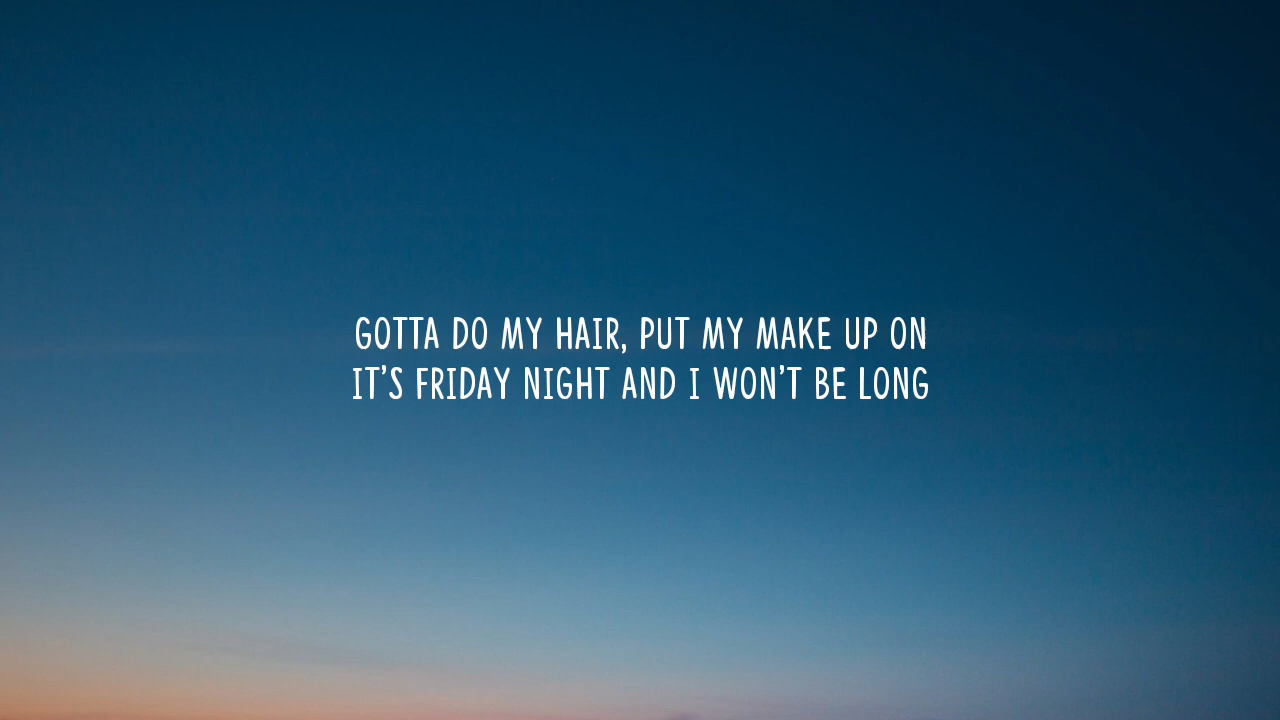 GOTTA DO MY HAIR, PUT MY MAKE UP ON
IT’S FRIDAY NIGHT AND I WON’T BE LONG